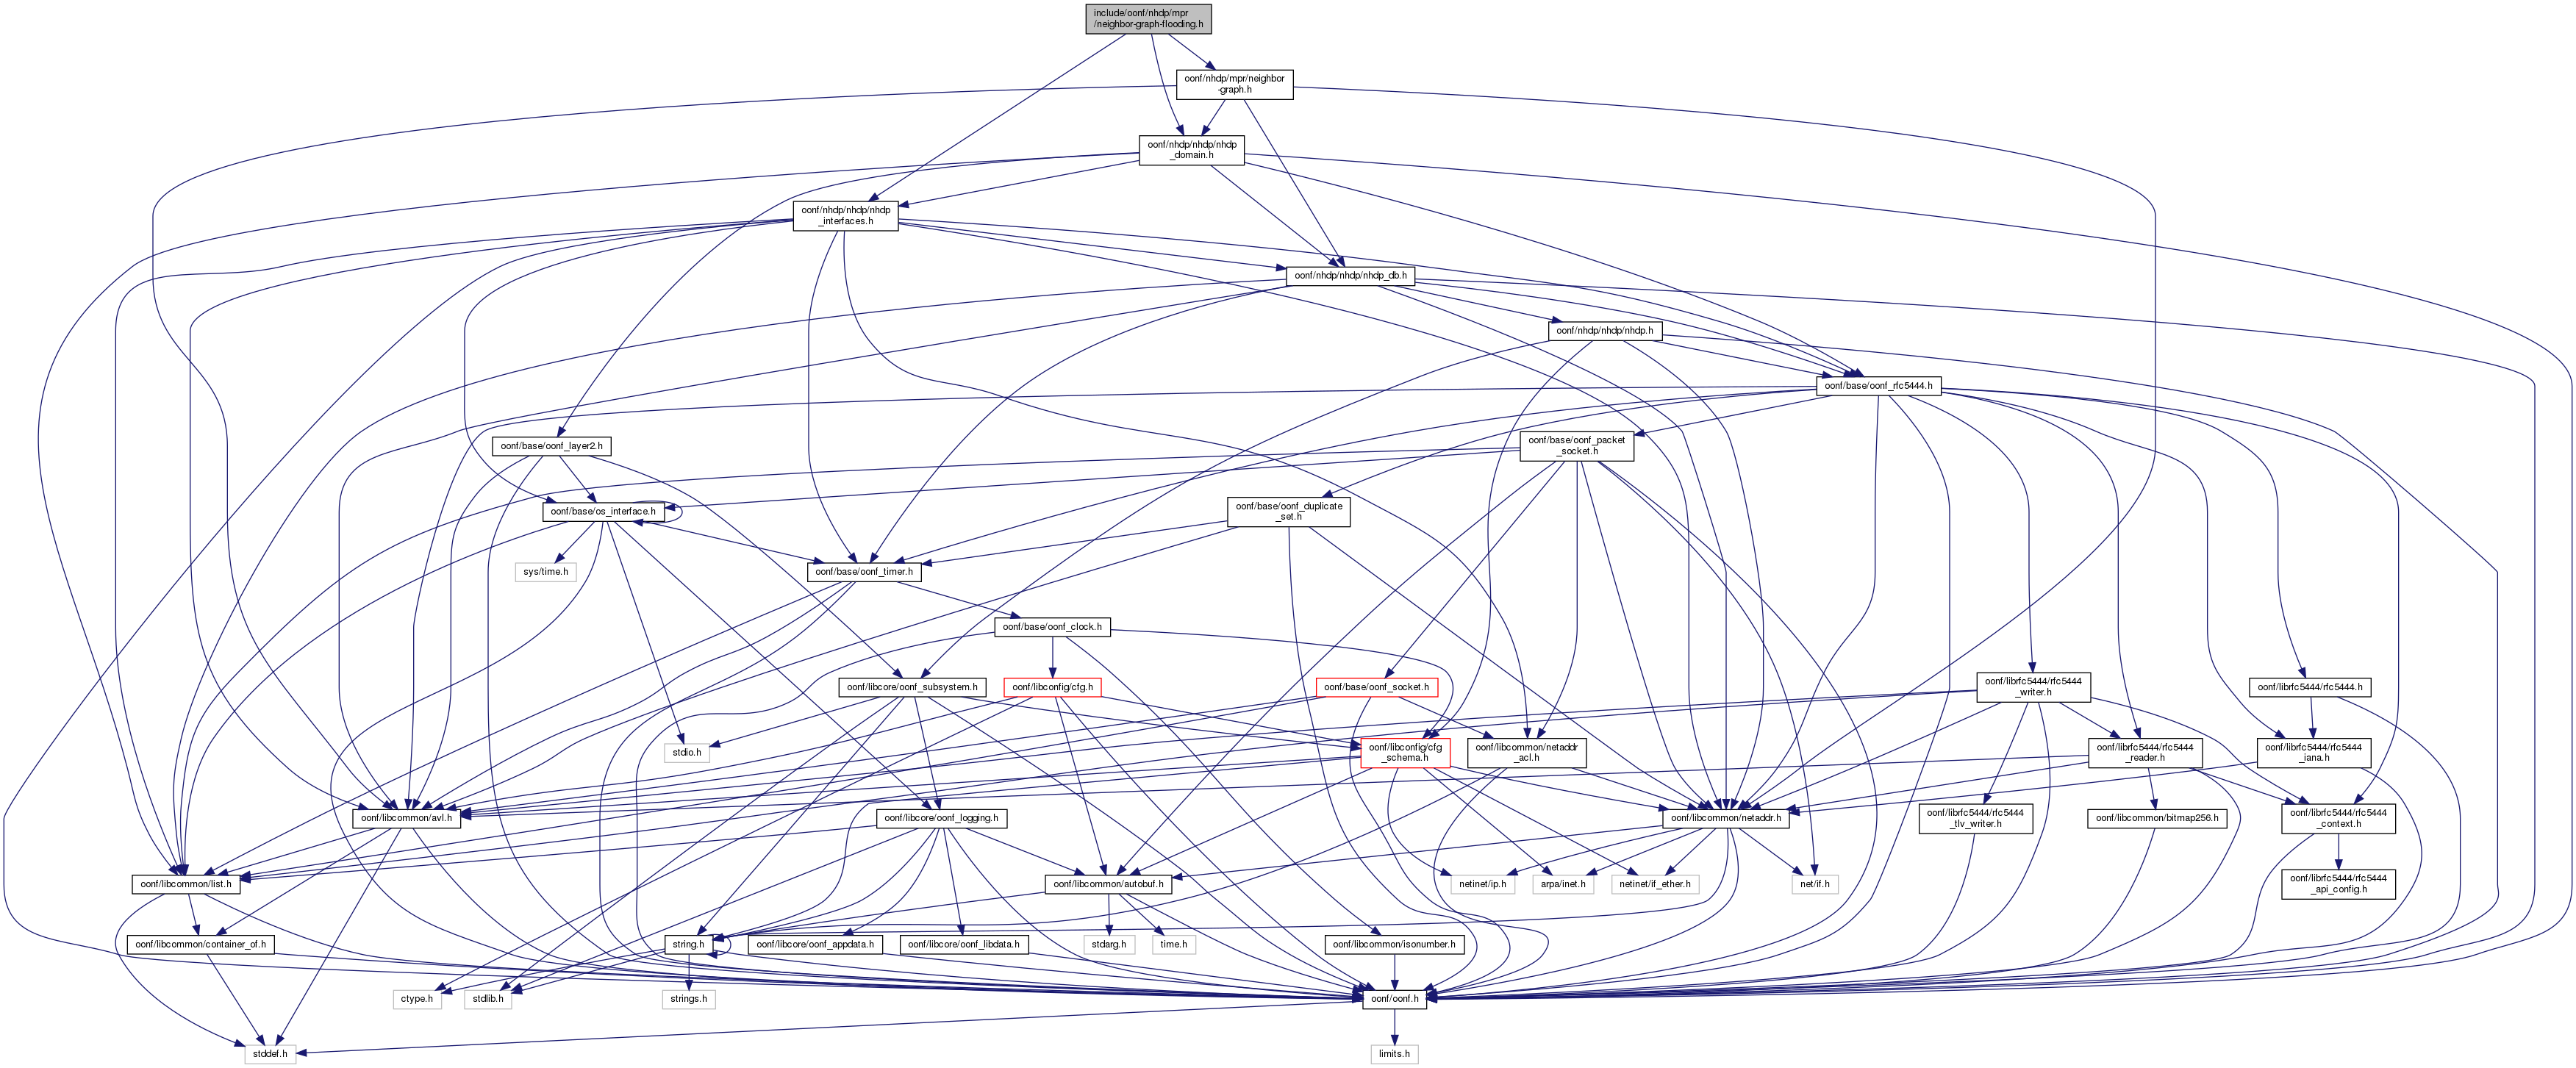 include/oonf/nhdp/mpr
/neighbor-graph-flooding.h
oonf/nhdp/mpr/neighbor
-graph.h
oonf/nhdp/nhdp/nhdp
_domain.h
oonf/nhdp/nhdp/nhdp
_interfaces.h
oonf/nhdp/nhdp/nhdp_db.h
oonf/nhdp/nhdp/nhdp.h
oonf/base/oonf_rfc5444.h
oonf/base/oonf_layer2.h
oonf/base/oonf_packet
_socket.h
oonf/base/os_interface.h
oonf/base/oonf_duplicate
_set.h
sys/time.h
oonf/base/oonf_timer.h
oonf/base/oonf_clock.h
oonf/libcore/oonf_subsystem.h
oonf/libconfig/cfg.h
oonf/base/oonf_socket.h
oonf/librfc5444/rfc5444
_writer.h
oonf/librfc5444/rfc5444.h
stdio.h
oonf/libconfig/cfg
_schema.h
oonf/libcommon/netaddr
_acl.h
oonf/librfc5444/rfc5444
_reader.h
oonf/librfc5444/rfc5444
_iana.h
oonf/libcommon/avl.h
oonf/libcore/oonf_logging.h
oonf/libcommon/netaddr.h
oonf/librfc5444/rfc5444
_tlv_writer.h
oonf/libcommon/bitmap256.h
oonf/librfc5444/rfc5444
_context.h
oonf/libcommon/list.h
oonf/libcommon/autobuf.h
netinet/ip.h
arpa/inet.h
netinet/if_ether.h
net/if.h
oonf/librfc5444/rfc5444
_api_config.h
oonf/libcommon/container_of.h
string.h
oonf/libcore/oonf_appdata.h
oonf/libcore/oonf_libdata.h
stdarg.h
time.h
oonf/libcommon/isonumber.h
ctype.h
stdlib.h
strings.h
oonf/oonf.h
stddef.h
limits.h